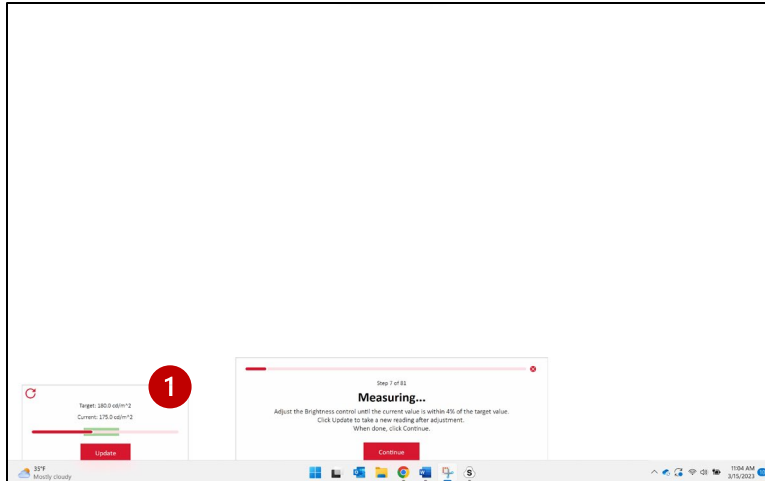 1
Target: 180.0 cd/m^2
Current: 175.0 cd/m^2
Update
Step 7 of 81
Measuring...
Adjust the Brightness control until the current value is within 4% of the target value.
Click Update to take a new reading after adjustment.
When done, click Continue.
Continue
33°F
Mostly cloudy
11:04 AM
3/15/2023